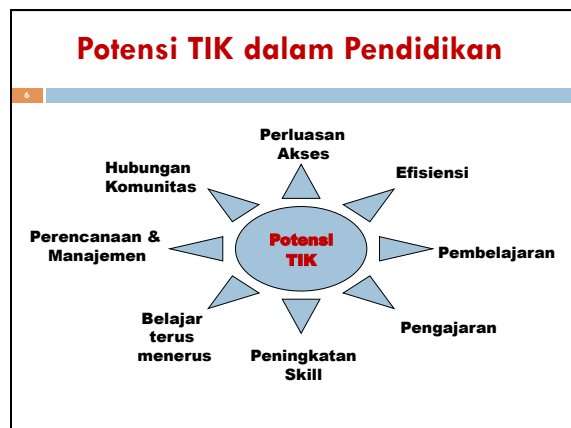 Potensi TIK dalam Pendidikan
6
Perluasan
Akses
Efisiensi
Pembelajaran
Pengajaran
Peningkatan
Skill
Belajar
terus
menerus
Perencanaan &
Manajemen
Hubungan
Komunitas
Potensi
TIK